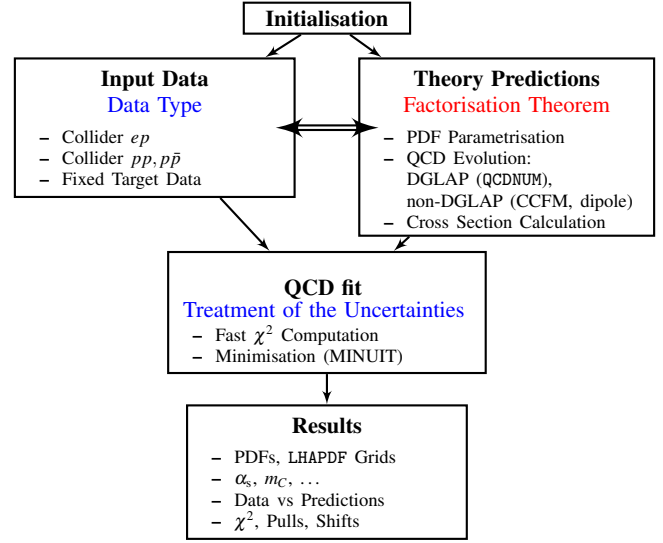 Initialisation
Input Data
Data Type
– Collider ep
– Collider pp, pp̄
– Fixed Target Data
Theory Predictions
Factorisation Theorem
– PDF Parametrisation
– QCD Evolution:
DGLAP (QCDNUM),
non-DGLAP (CCFM, dipole)
– Cross Section Calculation
QCD fit
Treatment of the Uncertainties
– Fast χ² Computation
– Minimisation (MINUIT)
Results
– PDFs, LHAPDF Grids
– αₛ, m_C, …
– Data vs Predictions
– χ², Pulls, Shifts